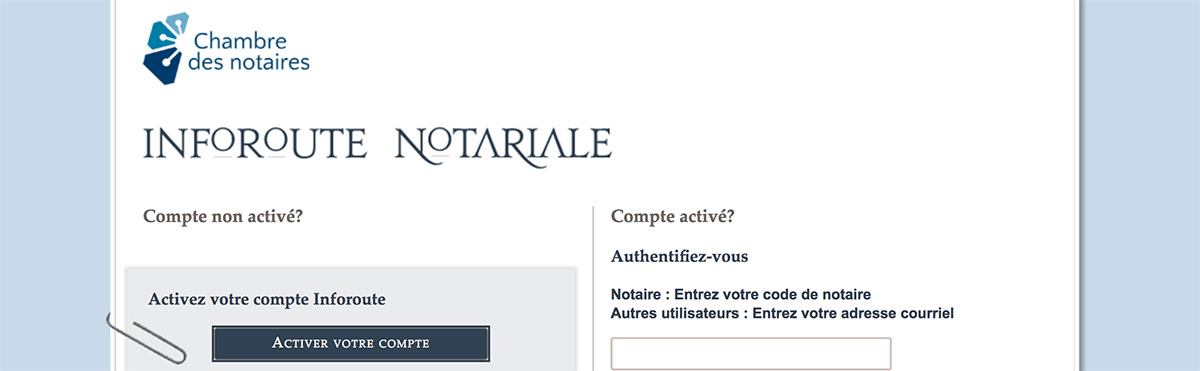 Chambre
des notaires
INFOROUTE NOTARIALE
Compte non activé?
Activez votre compte Inforoute
ACTIVER VOTRE COMPTE
Compte activé?
Authentifiez-vous
Notaire : Entrez votre code de notaire
Autres utilisateurs : Entrez votre adresse courriel